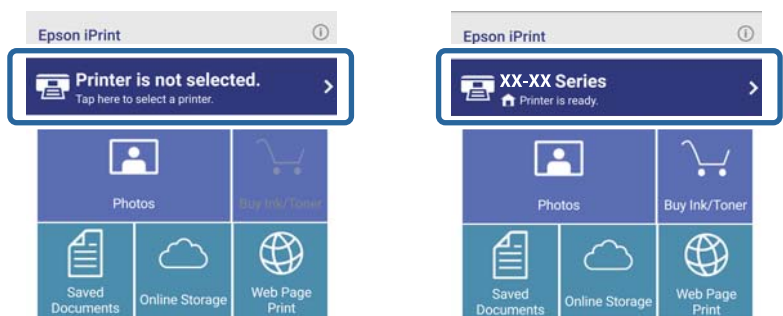 Epson iPrint
Printer is not selected.
Tap here to select a printer.
Photos
Buy Ink/Toner
Saved
Documents
Online Storage
Web Page
Print
Epson iPrint
XX-XX Series
Printer is ready.
Photos
Buy Ink/Toner
Saved
Documents
Online Storage
Web Page
Print